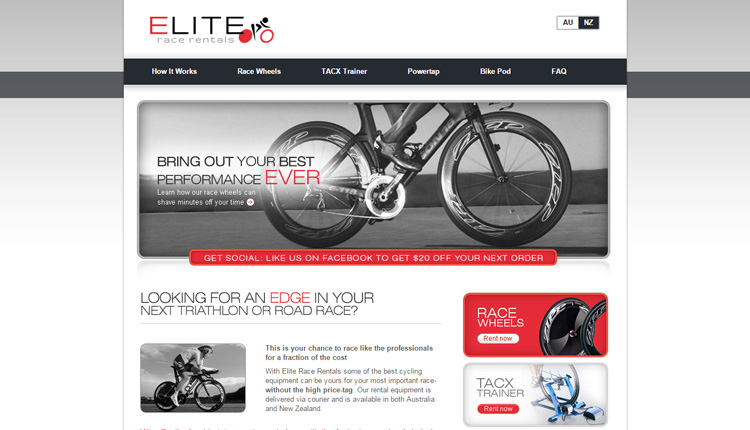 ELITE
race rentals
AU NZ
How It Works Race Wheels TACX Trainer Powertap Bike Pod FAQ
BRING OUT YOUR BEST
PERFORMANCE EVER
Learn how our race wheels can
shave minutes off your time
GET SOCIAL: LIKE US ON FACEBOOK TO GET $20 OFF YOUR NEXT ORDER
LOOKING FOR AN EDGE IN YOUR
NEXT TRIATHLON OR ROAD RACE?
This is your chance to race like the professionals
for a fraction of the cost
With Elite Race Rentals some of the best cycling
equipment can be yours for your most important race-
without the high price-tag. Our rental equipment is
delivered via courier and is available in both Australia
and New Zealand.
RACE
WHEELS
Rent now
TACX
TRAINER
Rent now